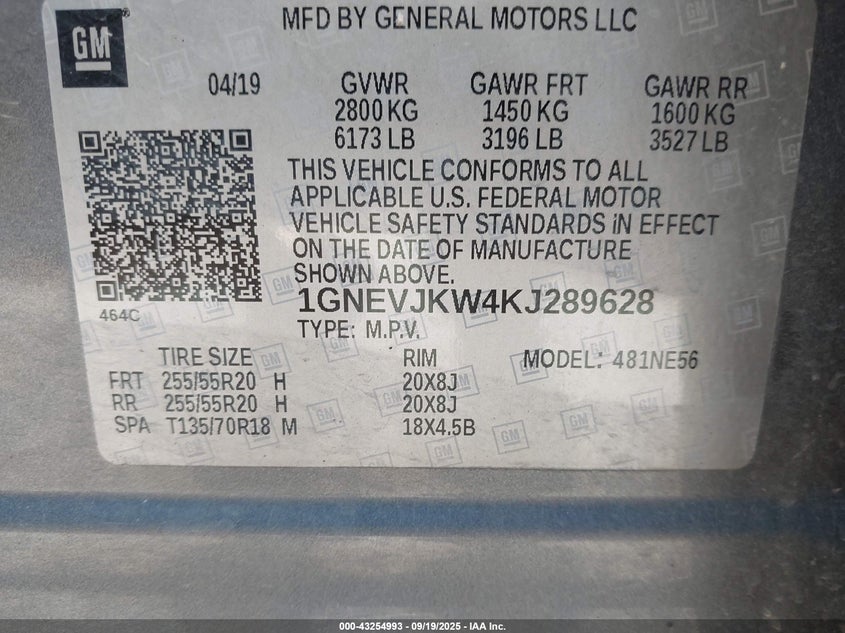 GM
MFD BY GENERAL MOTORS LLC
04/19 GVWR GAWR FRT GAWR RR
2800 KG 1450 KG 1600 KG
6173 LB 3196 LB 3527 LB
THIS VEHICLE CONFORMS TO ALL
APPLICABLE U.S. FEDERAL MOTOR
VEHICLE SAFETY STANDARDS IN EFFECT
ON THE DATE OF MANUFACTURE
SHOWN ABOVE.
464C
1GNEVJKW4KJ289628
TYPE: M.P.V.
TIRE SIZE RIM MODEL: 481NE56
FRT 255/55R20 H 20X8J
RR 255/55R20 H 20X8J
SPA T135/70R18 M 18X4.5B
000-43254993 - 09/19/2025 - IAA Inc.